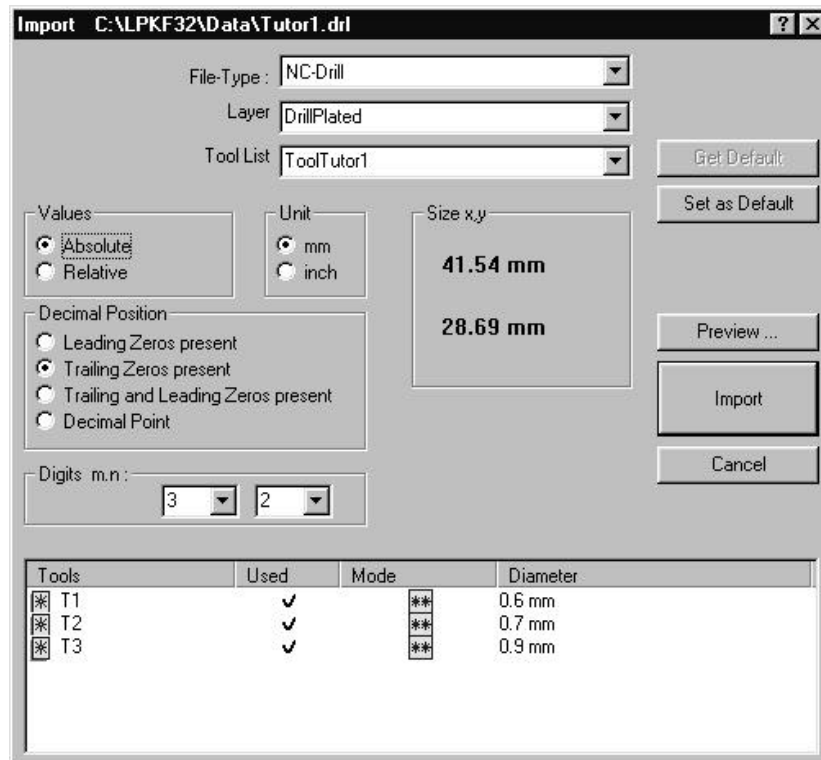 Import C:\LPKF32\Data\Tutor1.drl
File-Type : NC-Drill
Layer DrillPlated
Tool List ToolTutor1
Get Default
Set as Default
Values
Absolute
Relative
Unit
mm
inch
Size x,y
41.54 mm
28.69 mm
Decimal Position
Leading Zeros present
Trailing Zeros present
Trailing and Leading Zeros present
Decimal Point
Preview ...
Import
Cancel
Digits m.n :
3 2
Tools Used Mode Diameter
T1 ** 0.6 mm
T2 ** 0.7 mm
T3 ** 0.9 mm